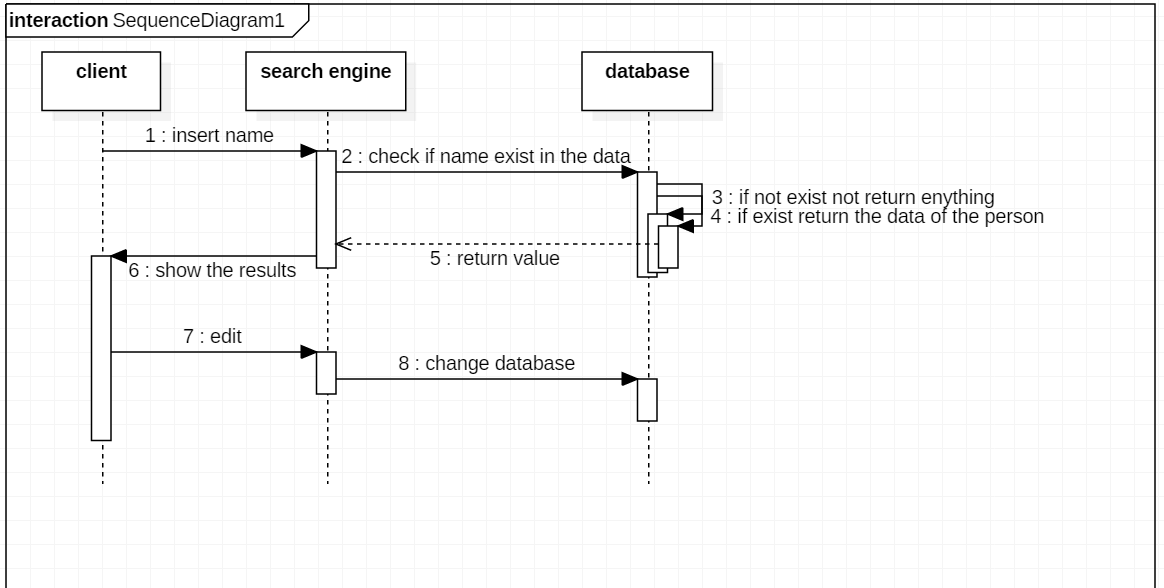 interaction SequenceDiagram1
client
search engine
database
1 : insert name
2 : check if name exist in the data
3 : if not exist not return enything
4 : if exist return the data of the person
5 : return value
6 : show the results
7 : edit
8 : change database